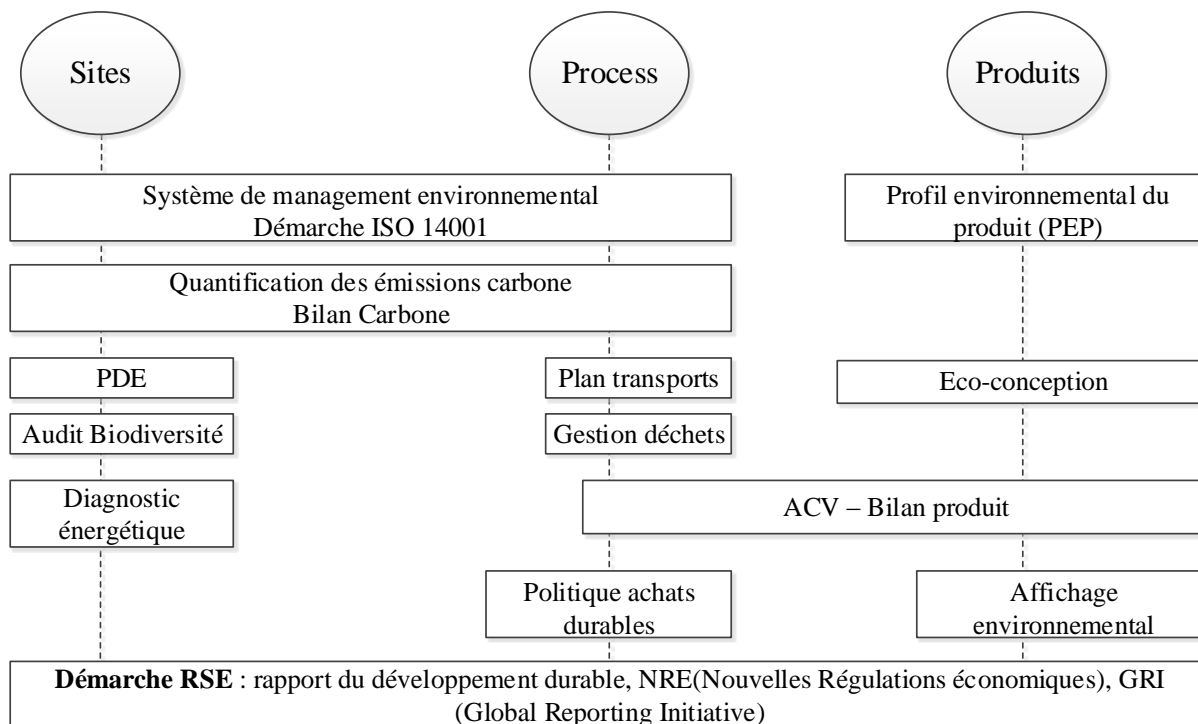 Sites
Process
Produits
Système de management environnemental
Démarche ISO 14001
Profil environnemental du
produit (PEP)
Quantification des émissions carbone
Bilan Carbone
PDE
Plan transports
Eco-conception
Audit Biodiversité
Gestion déchets
Diagnostic
énergétique
ACV – Bilan produit
Politique achats
durables
Affichage
environnemental
Démarche RSE : rapport du développement durable, NRE(Nouvelles Régulations économiques), GRI
(Global Reporting Initiative)